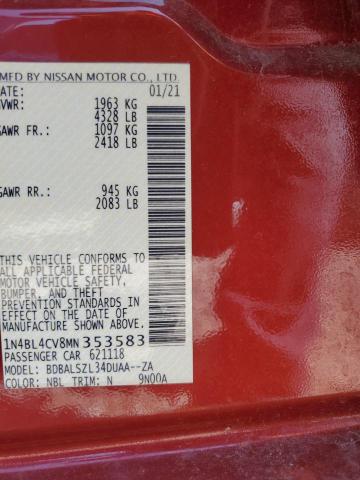 MFD BY NISSAN MOTOR CO., LTD.
DATE: 01/21
GVWR: 1963 KG
4328 LB
GAWR FR: 1097 KG
2418 LB
GAWR RR: 945 KG
2083 LB
THIS VEHICLE CONFORMS TO
ALL APPLICABLE FEDERAL
MOTOR VEHICLE SAFETY,
BUMPER, AND THEFT
PREVENTION STANDARDS IN
EFFECT ON THE DATE OF
MANUFACTURE SHOWN ABOVE.
1N4BL4CV8MN 353583
PASSENGER CAR 621118
MODEL: BDBALSZL34DUAA--ZA
COLOR: NBL TRIM: N 9N00A